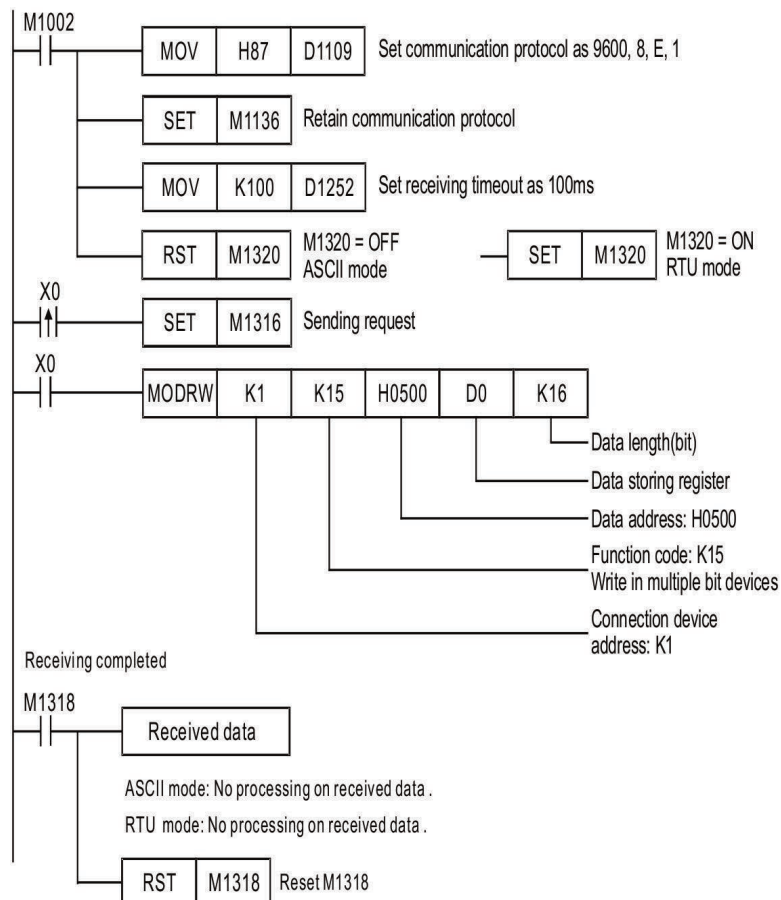 M1002
MOV H87 D1109 Set communication protocol as 9600, 8, E, 1
SET M1136 Retain communication protocol
MOV K100 D1252 Set receiving timeout as 100ms
RST M1320 M1320 = OFF
ASCII mode
SET M1320 M1320 = ON
RTU mode
X0
SET M1316 Sending request
X0
MODRW K1 K15 H0500 D0 K16
Data length(bit)
Data storing register
Data address: H0500
Function code: K15
Write in multiple bit devices
Connection device
address: K1
Receiving completed
M1318
Received data
ASCII mode: No processing on received data .
RTU mode: No processing on received data .
RST M1318 Reset M1318